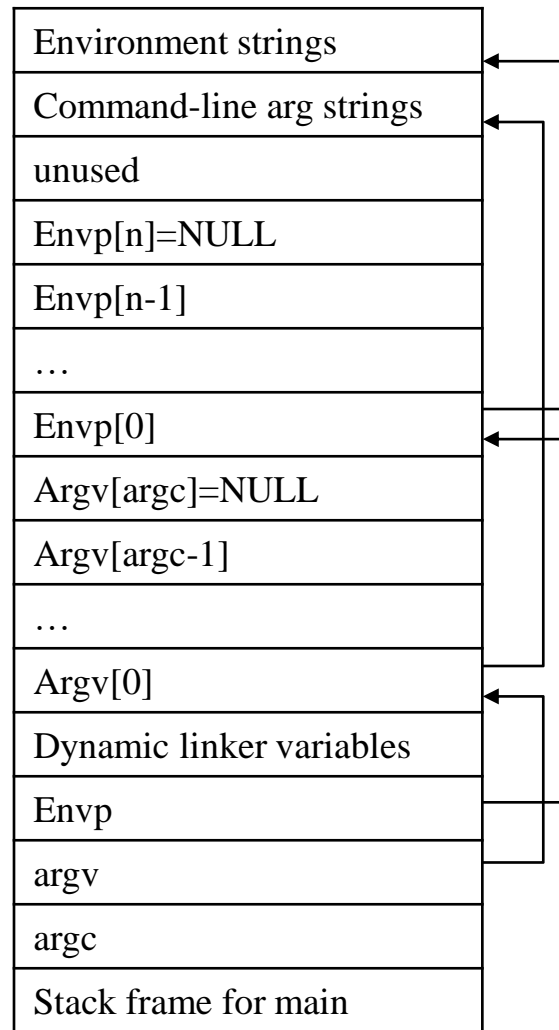 Environment strings
Command-line arg strings
unused
Envp[n]=NULL
Envp[n-1]
…
Envp[0]
Argv[argc]=NULL
Argv[argc-1]
…
Argv[0]
Dynamic linker variables
Envp
argv
argc
Stack frame for main